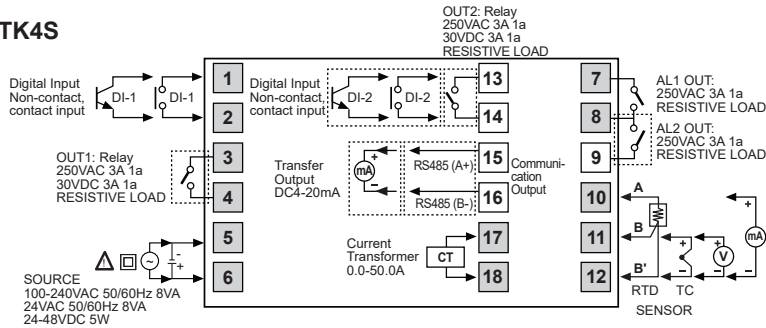 TK4S
OUT2: Relay
250VAC 3A 1a
30VDC 3A 1a
RESISTIVE LOAD
Digital Input
Non-contact,
contact input
DI-1
DI-1
1
2
OUT1: Relay
250VAC 3A 1a
30VDC 3A 1a
RESISTIVE LOAD
3
4
~
-
+
5
6
SOURCE
100-240VAC 50/60Hz 8VA
24VAC 50/60Hz 8VA
24-48VDC 5W
Digital Input
Non-contact,
contact input
DI-2
DI-2
13
14
Transfer
Output
DC4-20mA
+
mA
-
RS485 (A+)
RS485 (B-)
15
16
Communi-
cation
Output
Current
Transformer
0.0-50.0A
CT
17
18
7
8
9
AL1 OUT:
250VAC 3A 1a
RESISTIVE LOAD
AL2 OUT:
250VAC 3A 1a
RESISTIVE LOAD
10
11
12
A
B
B'
RTD
+
-
TC
+
V
-
+
mA
-
SENSOR